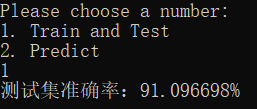 Please choose a number:
1. Train and Test
2. Predict
1
测试集准确率：91.096698%